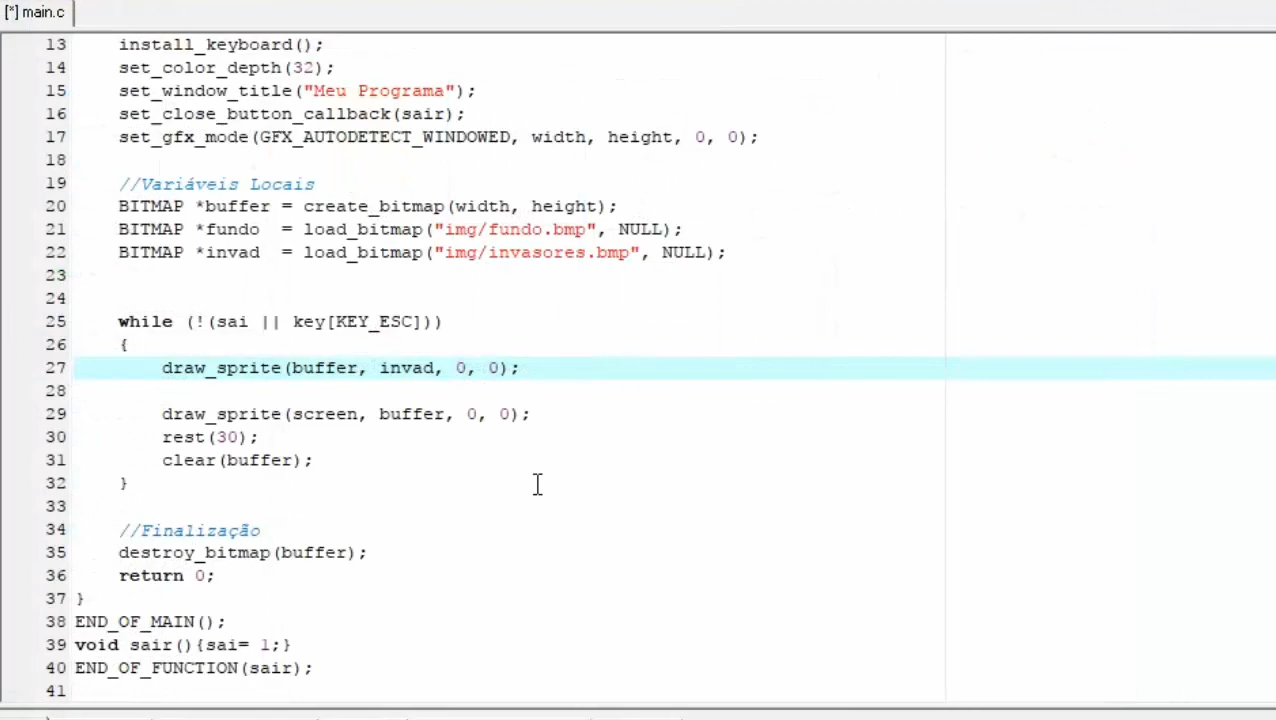 [*] main.c
13 install_keyboard();
14 set_color_depth(32);
15 set_window_title("Meu Programa");
16 set_close_button_callback(sair);
17 set_gfx_mode(GFX_AUTODETECT_WINDOWED, width, height, 0, 0);
18
19 //Variáveis Locais
20 BITMAP *buffer = create_bitmap(width, height);
21 BITMAP *fundo  = load_bitmap("img/fundo.bmp", NULL);
22 BITMAP *invad  = load_bitmap("img/invasores.bmp", NULL);
23
24
25 while (!(sai || key[KEY_ESC]))
26 {
27 draw_sprite(buffer, invad, 0, 0);
28
29 draw_sprite(screen, buffer, 0, 0);
30 rest(30);
31 clear(buffer);
32 }
33
34 //Finalização
35 destroy_bitmap(buffer);
36 return 0;
37 }
38 END_OF_MAIN();
39 void sair(){sai= 1;}
40 END_OF_FUNCTION(sair);
41